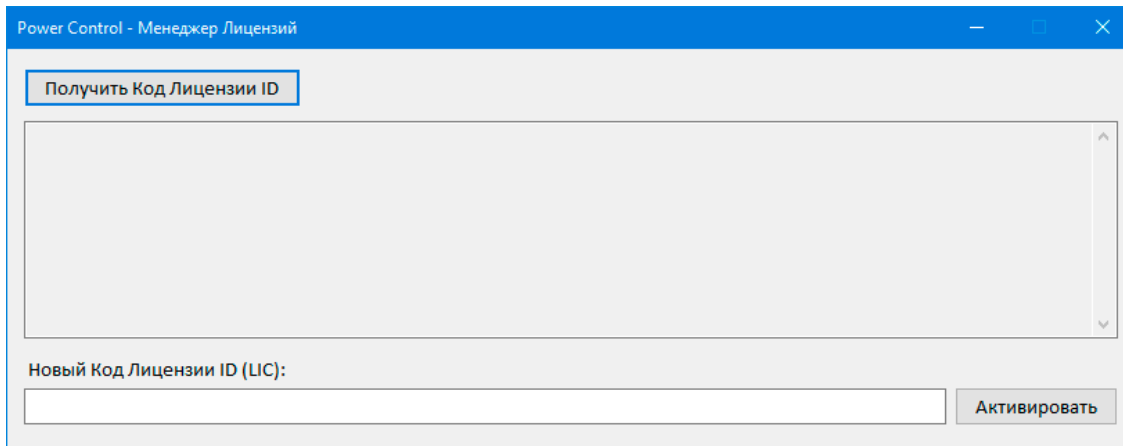 Power Control - Менеджер Лицензий
Получить Код Лицензии ID
Новый Код Лицензии ID (LIC):
Активировать